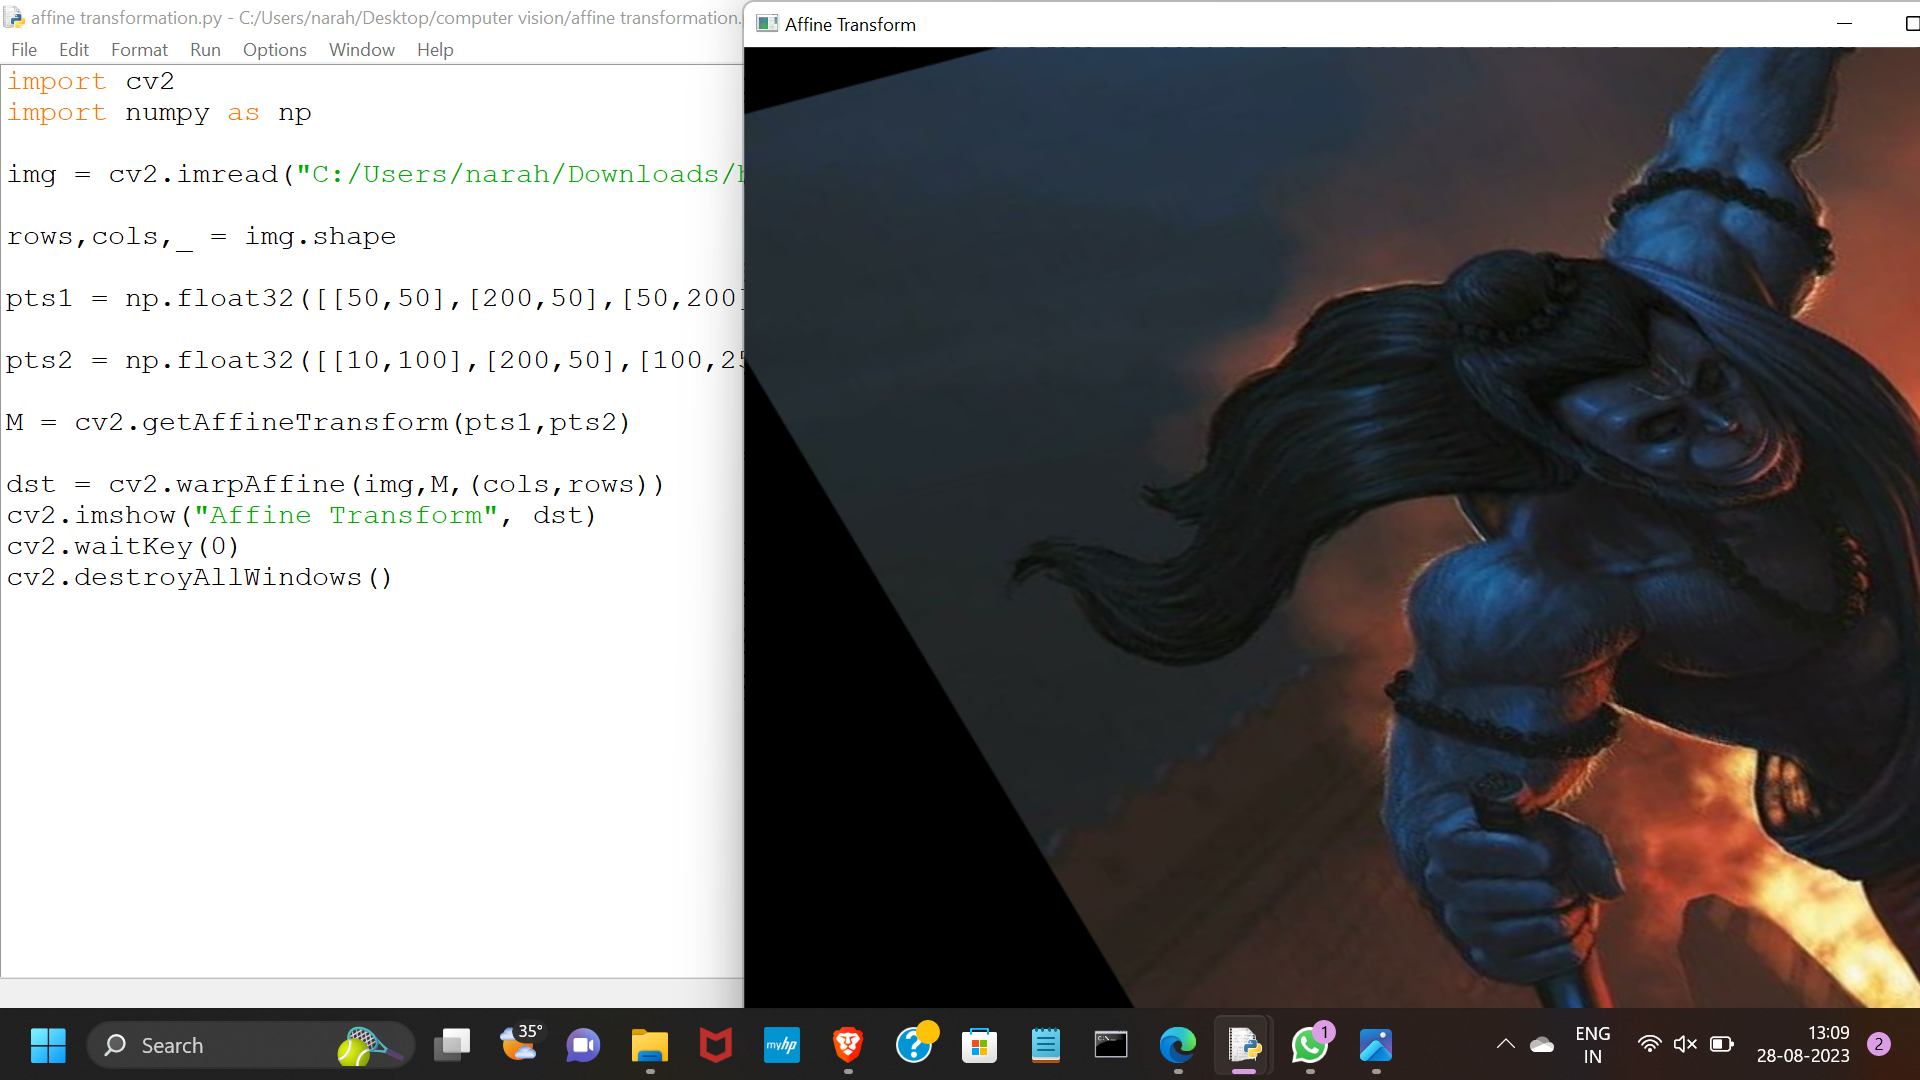 affine transformation.py - C:/Users/narah/Desktop/computer vision/affine transformation.
File Edit Format Run Options Window Help
import cv2
import numpy as np
img = cv2.imread("C:/Users/narah/Downloads/
rows,cols,_ = img.shape
pts1 = np.float32([[50,50],[200,50],[50,200]
pts2 = np.float32([[10,100],[200,50],[100,25
M = cv2.getAffineTransform(pts1,pts2)
dst = cv2.warpAffine(img,M,(cols,rows))
cv2.imshow("Affine Transform", dst)
cv2.waitKey(0)
cv2.destroyAllWindows()
Affine Transform
Search
35°
myhp
1
ENG
IN
13:09
28-08-2023
2